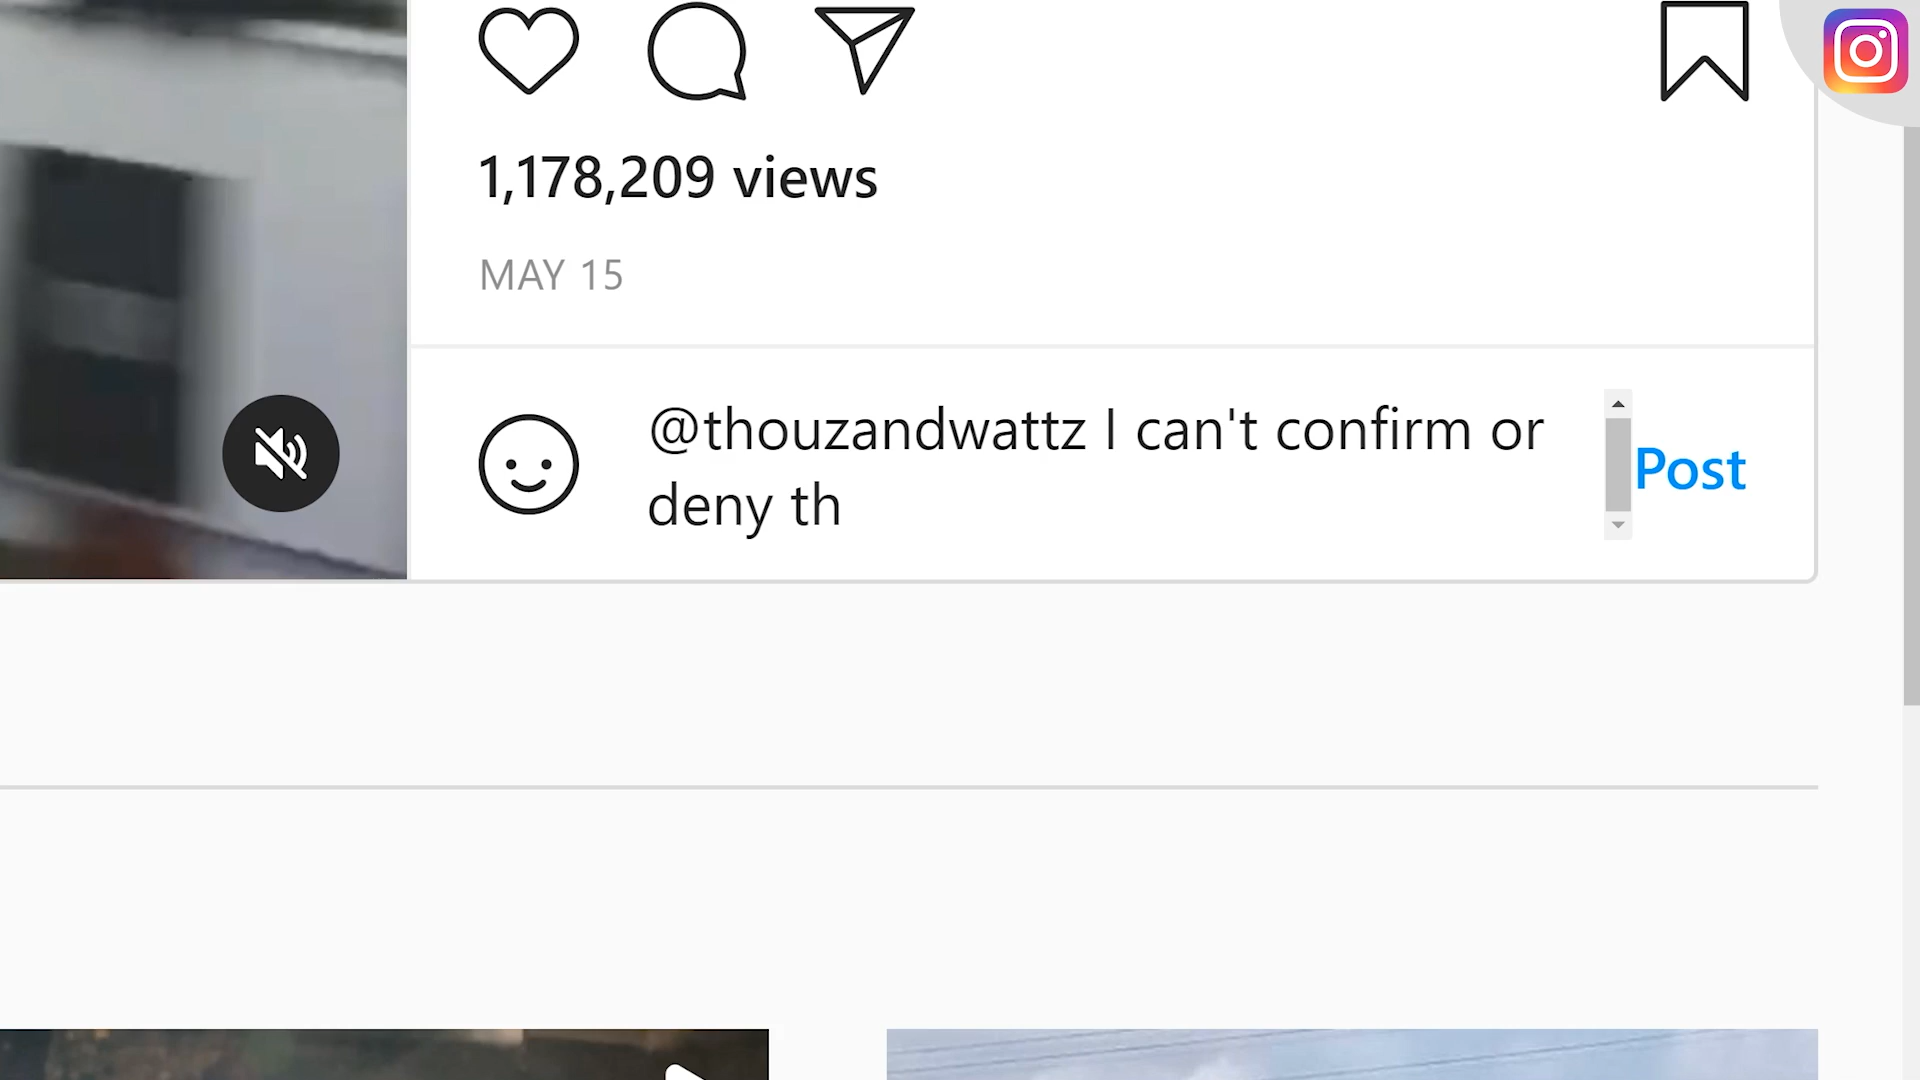 1,178,209 views
MAY 15
@thouzandwattz I can't confirm or
deny th
Post